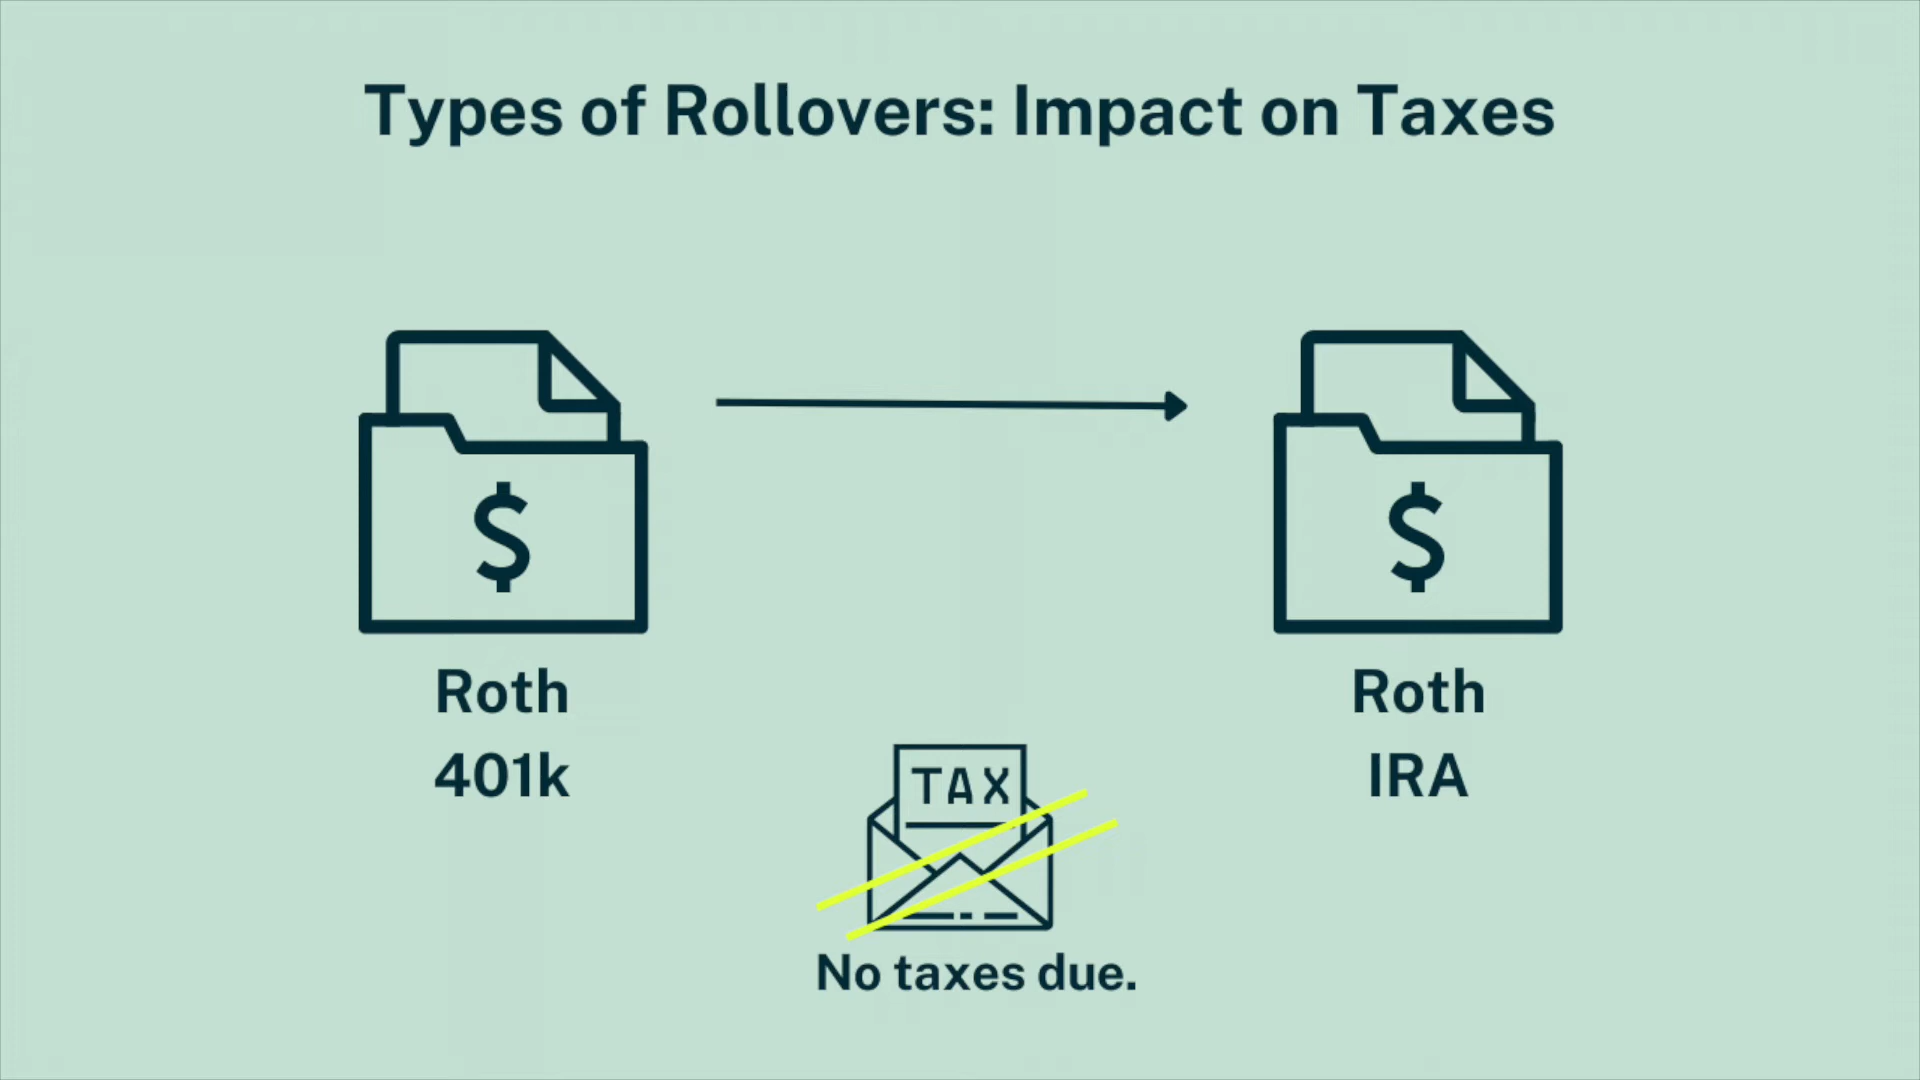 Types of Rollovers: Impact on Taxes
$
$
Roth
401k
Roth
IRA
TAX
No taxes due.